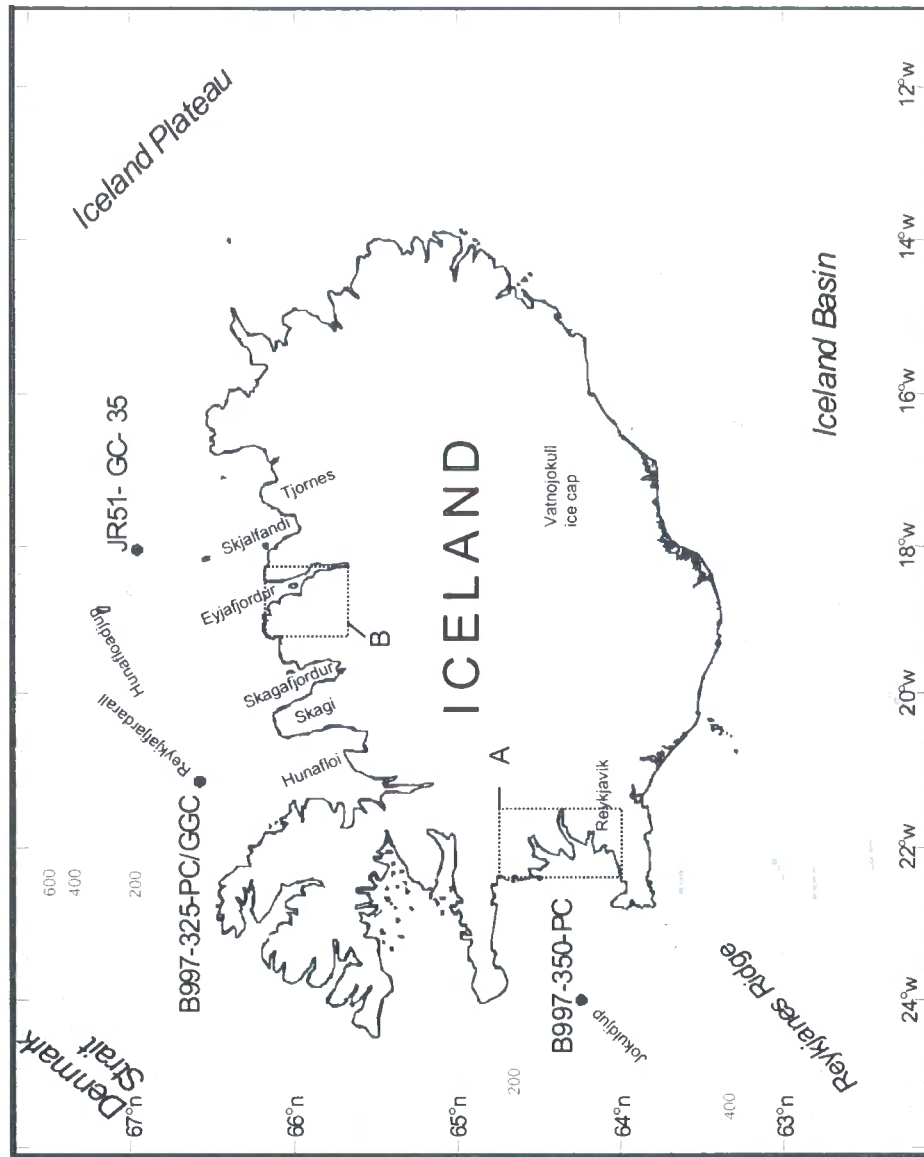 Denmark
Strait
Iceland Plateau
600
400
200
JR51- GC- 35
Hunafloadjup
Reykjafjardarall
B997-325-PC/GGC
Hunafloi
Skagi
Skagafjordur
Eyjafjordur
Skjalfandi
Tjornes
B
ICELAND
Vatnojokull
ice cap
A
Reykjavik
B997-350-PC
Jokuldjup
200
400
Reykjanes Ridge
Iceland Basin
67°n
66°n
65°n
64°n
63°n
24°w
22°w
20°w
18°w
16°w
14°w
12°w